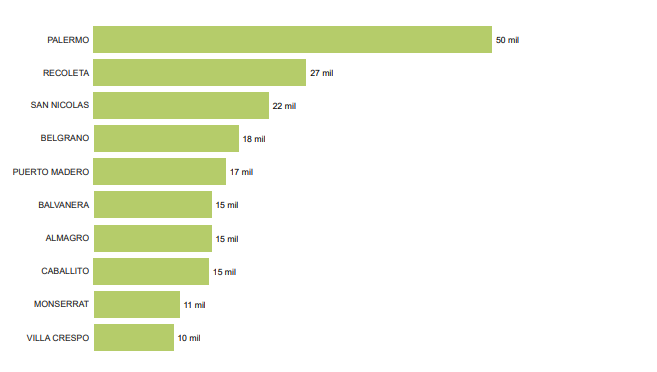 PALERMO 50 mil
RECOLETA 27 mil
SAN NICOLAS 22 mil
BELGRANO 18 mil
PUERTO MADERO 17 mil
BALVANERA 15 mil
ALMAGRO 15 mil
CABALLITO 15 mil
MONSERRAT 11 mil
VILLA CRESPO 10 mil